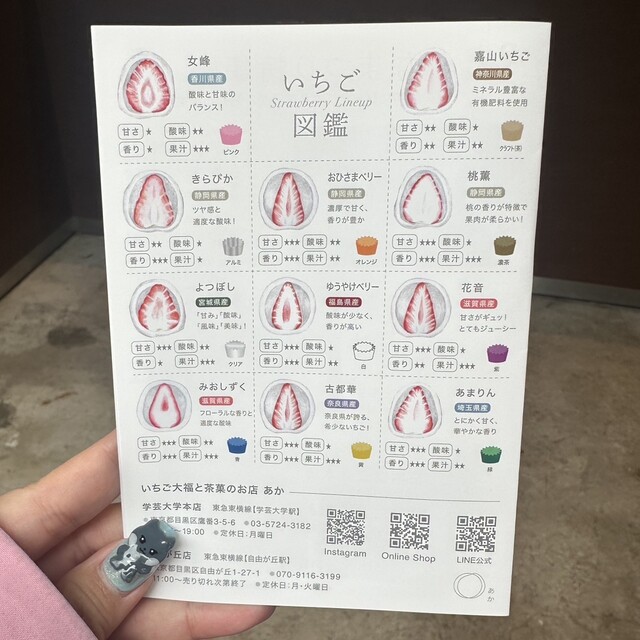 女峰
香川県産
酸味と甘味の
バランス！
甘さ ★ 酸味 ★★
香り ★ 果汁 ★★★
ピンク
いちご
Strawberry Lineup
図鑑
嘉山いちご
神奈川県産
ミネラル豊富な
有機肥料を使用
甘さ ★★ 酸味 ★
香り ★★ 果汁 ★★
クラフト(茶)
きらぴか
静岡県産
ツヤ感と
適度な酸味！
甘さ ★★ 酸味 ★
香り ★★★ 果汁 ★
アルミ
おひさまベリー
静岡県産
濃厚で甘く、
香りが豊か
甘さ ★★★ 酸味 ★★
香り ★★★ 果汁 ★★★
オレンジ
桃薫
静岡県産
桃の香りが特徴で
果肉が柔らかい！
甘さ ★★ 酸味 ★
香り ★★★ 果汁 ★★★
濃茶
よつぼし
宮城県産
「甘み」「酸味」
「風味」「美味」！
甘さ ★★★ 酸味 ★★
香り ★ 果汁 ★★★
クリア
ゆうやけベリー
福島県産
酸味が少なく、
香りが高い
甘さ ★★★ 酸味 ★
香り ★★★ 果汁 ★★
白
花音
滋賀県産
甘さがギュッ！
とてもジューシー
甘さ ★★★ 酸味 ★★
香り ★★ 果汁 ★★★
紫
みおしずく
滋賀県産
フローラルな香りと
適度な酸味
甘さ ★★ 酸味 ★★
香り ★★★ 果汁 ★★★
青
古都華
奈良県産
奈良県が誇る、
希少ないちご！
甘さ ★★★ 酸味 ★
香り ★★★ 果汁 ★★
黄
あまりん
埼玉県産
とにかく甘く、
華やかな香り
甘さ ★★★ 酸味 ★
香り ★★★ 果汁 ★★★
緑
いちご大福と茶菓のお店 あか
学芸大学本店 東急東横線【学芸大学駅】
東京都目黒区鷹番3-5-6 ＊03-5724-3182
～19:00 ＊定休日:月曜日
が丘店 東急東横線【自由が丘駅】
京都目黒区自由が丘1-27-1 ＊070-9116-3199
11:00～売り切れ次第終了 ＊定休日:月・火曜日
Instagram
Online Shop
LINE公式
あか